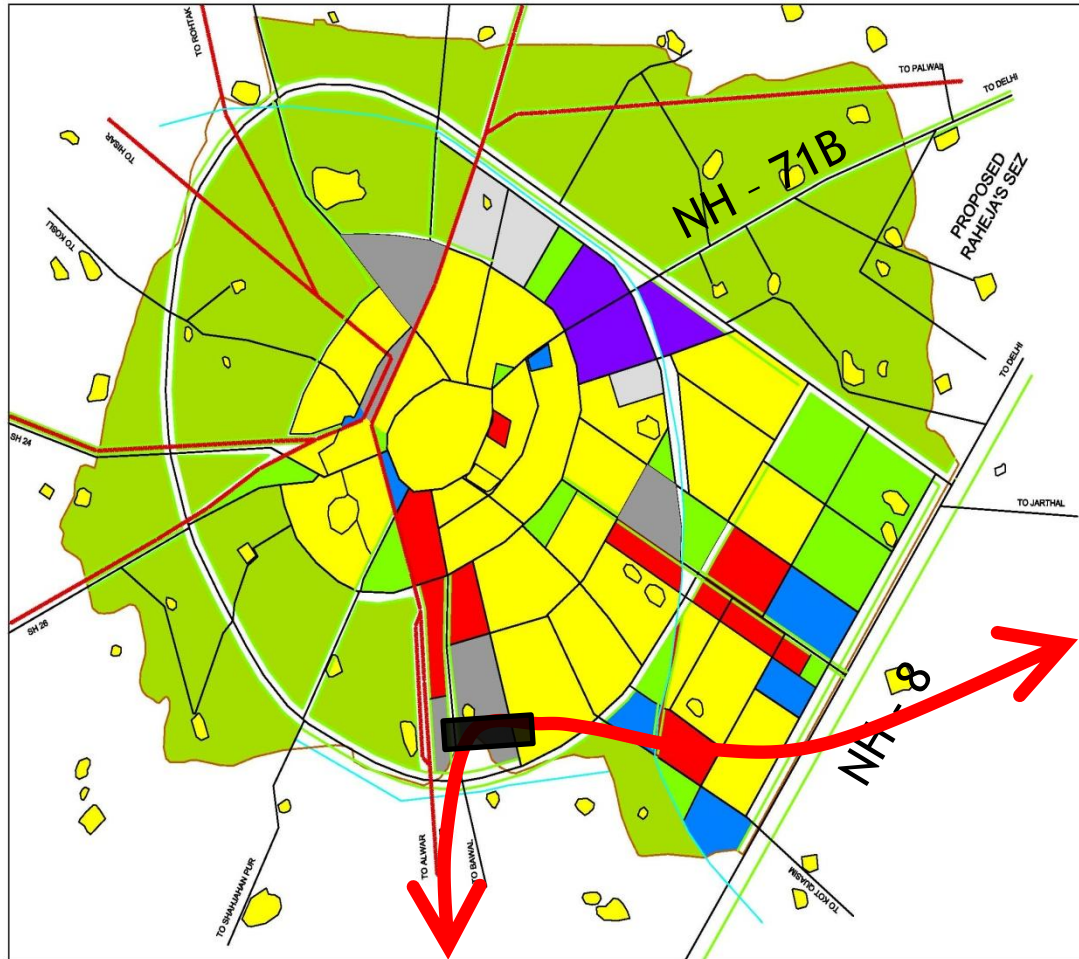 TO ROHTAK
TO PALWAL
TO DELHI
TO HISAR
NH - 71B
PROPOSED
RAHEJA'S SEZ
TO KOSLI
TO DELHI
SH 24
TO JARTHAL
SH 26
NH - 8
TO ALWAR
TO BAWAL
TO SHAHJAHAN PUR
TO KOT QUASIM